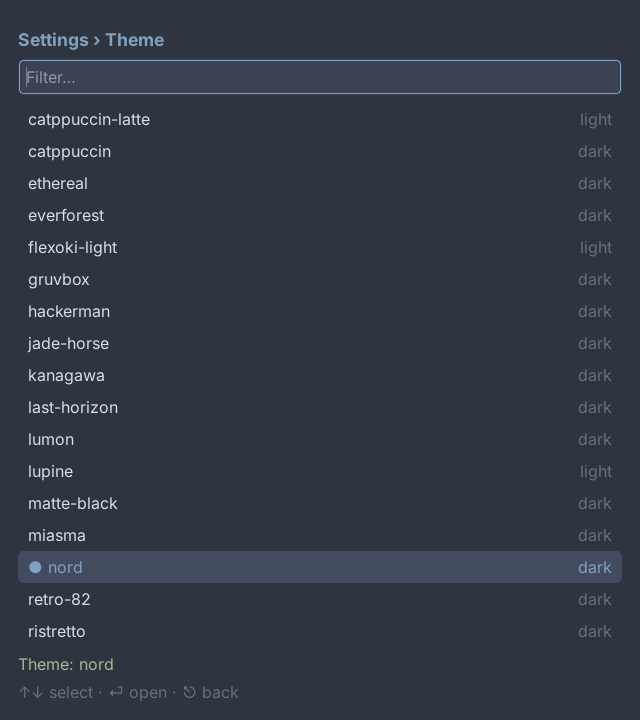 Settings › Theme
Filter...
catppuccin-latte light
catppuccin dark
ethereal dark
everforest dark
flexoki-light light
gruvbox dark
hackerman dark
jade-horse dark
kanagawa dark
last-horizon dark
lumon dark
lupine light
matte-black dark
miasma dark
● nord dark
retro-82 dark
ristretto dark
Theme: nord
↑↓ select · ⏎ open · ⎋ back